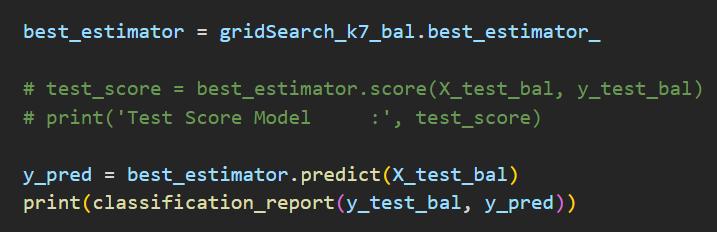 best_estimator = gridSearch_k7_bal.best_estimator_
# test_score = best_estimator.score(X_test_bal, y_test_bal)
# print('Test Score Model     :', test_score)
y_pred = best_estimator.predict(X_test_bal)
print(classification_report(y_test_bal, y_pred))